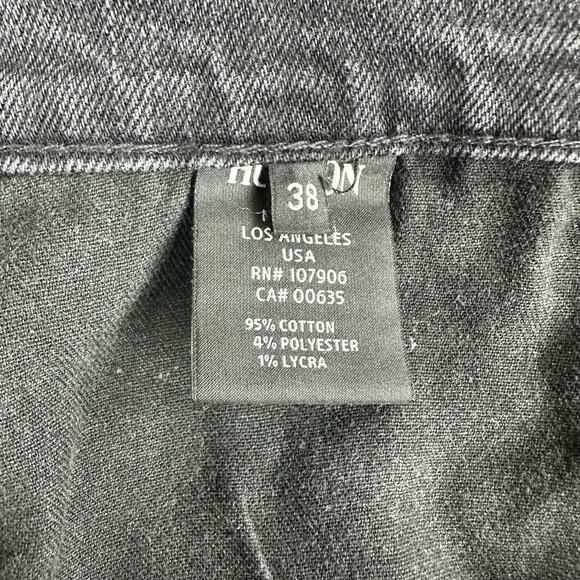 38
LOS ANGELES
USA
RN# 107906
CA# 00635
95% COTTON
4% POLYESTER
1% LYCRA